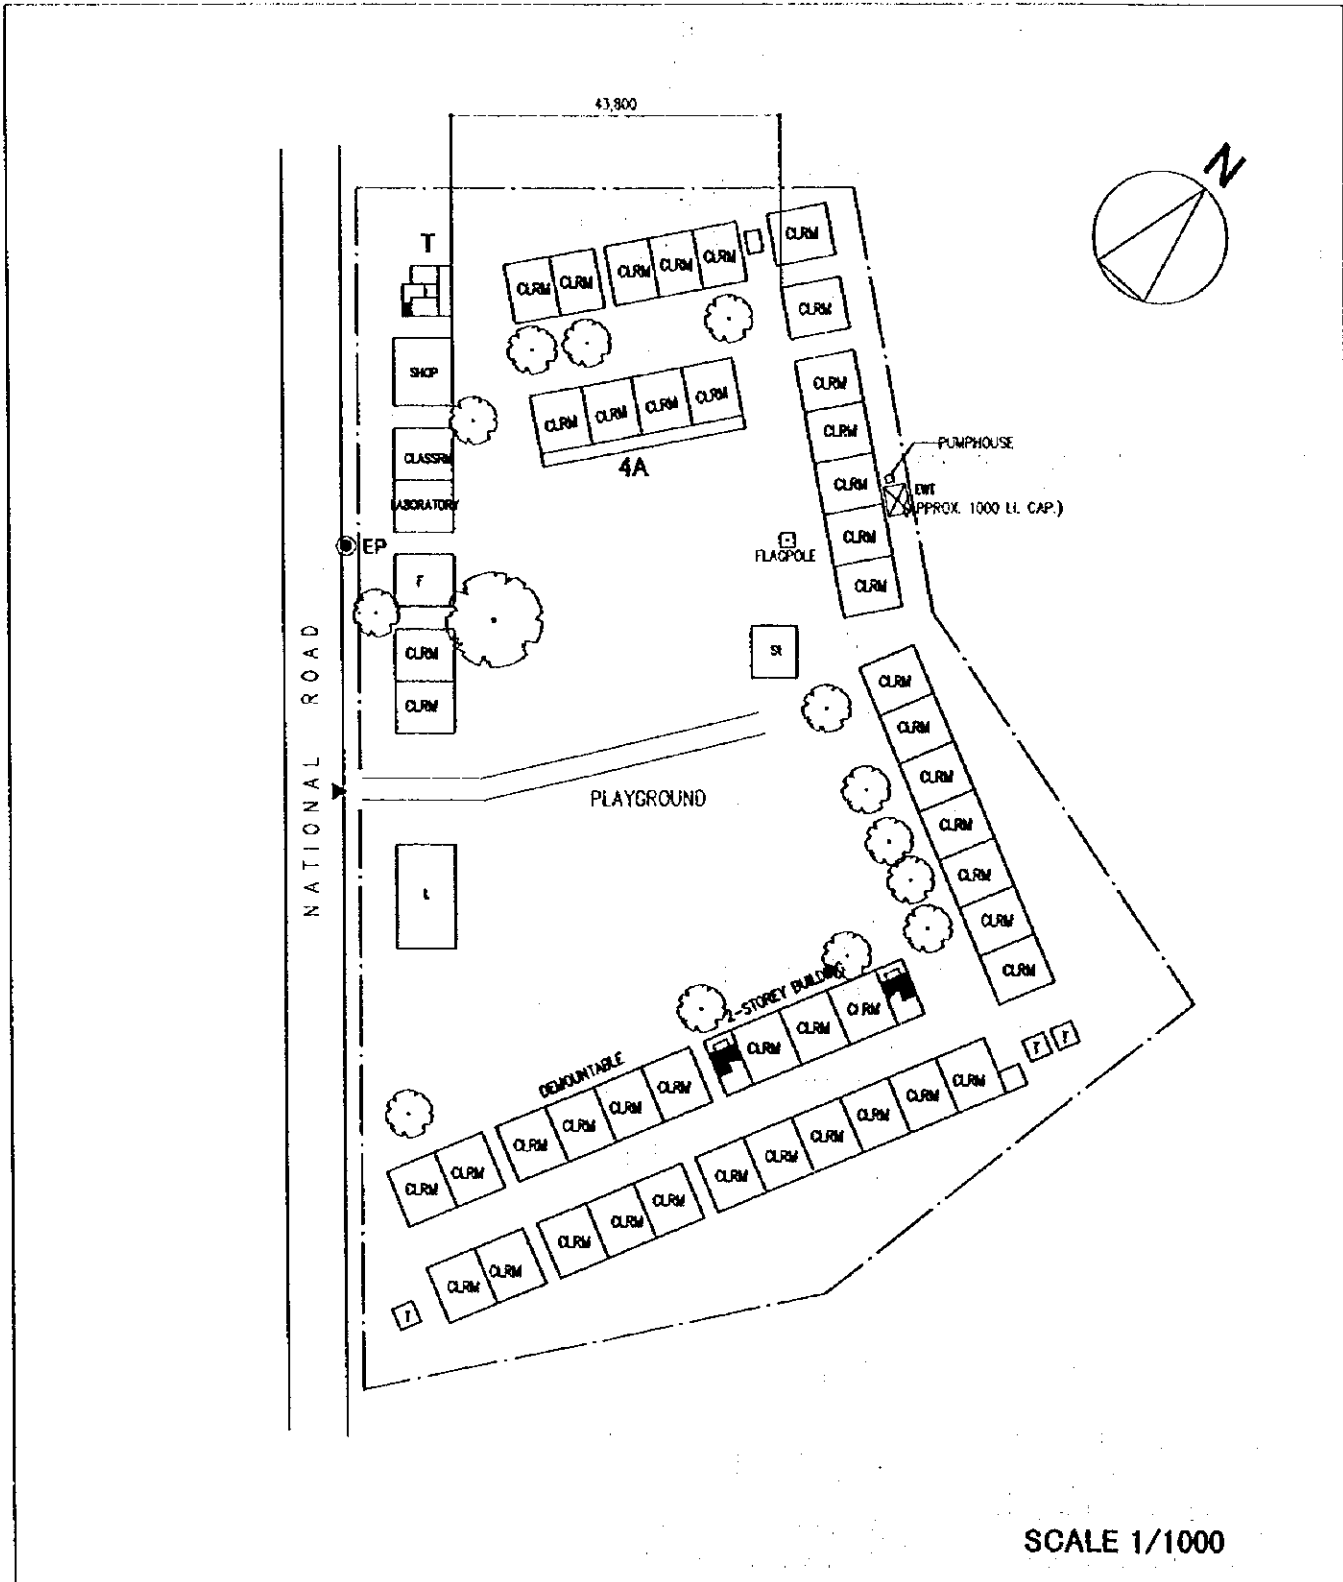 43,800
N
T
CLRM
CLRM CLRM CLRM
CLRM CLRM
CLRM
SHOP
CLRM
CLRM CLRM CLRM CLRM
4A
CLRM
PUMPHOUSE
CLASSRM
CLRM
EWT
APPROX. 1000 LI. CAP.)
LABORATORY
EP
FLAGPOLE
CLRM
F
CLRM
St
CLRM
CLRM
CLRM
CLRM
NATIONAL ROAD
CLRM
PLAYGROUND
CLRM
L
CLRM
CLRM
CLRM
2-STOREY BUILDING
CLRM CLRM CLRM
DEMOUNTABLE
CLRM CLRM CLRM CLRM
CLRM CLRM
T T
CLRM CLRM CLRM CLRM CLRM CLRM
CLRM CLRM CLRM
CLRM CLRM
T
SCALE 1/1000